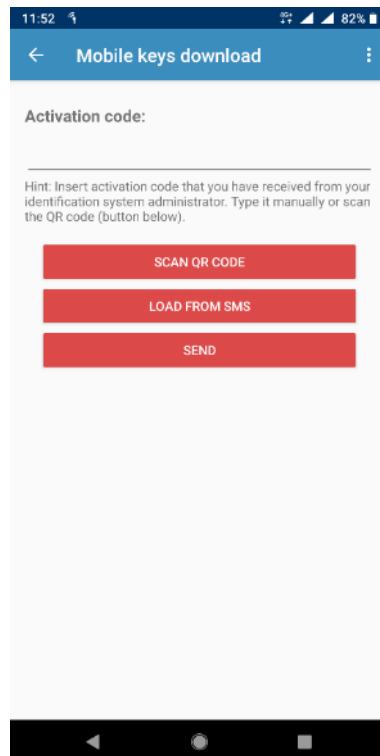 11:52 82%
Mobile keys download
Activation code:
Hint: Insert activation code that you have received from your
identification system administrator. Type it manually or scan
the QR code (button below).
SCAN QR CODE
LOAD FROM SMS
SEND